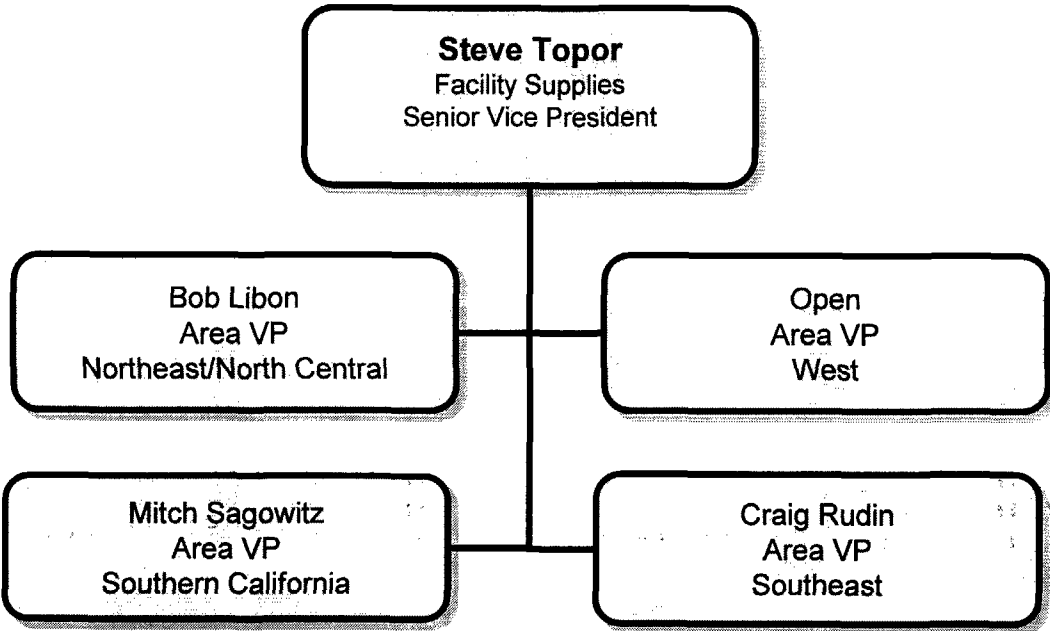 Steve Topor
Facility Supplies
Senior Vice President
Bob Libon
Area VP
Northeast/North Central
Open
Area VP
West
Mitch Sagowitz
Area VP
Southern California
Craig Rudin
Area VP
Southeast